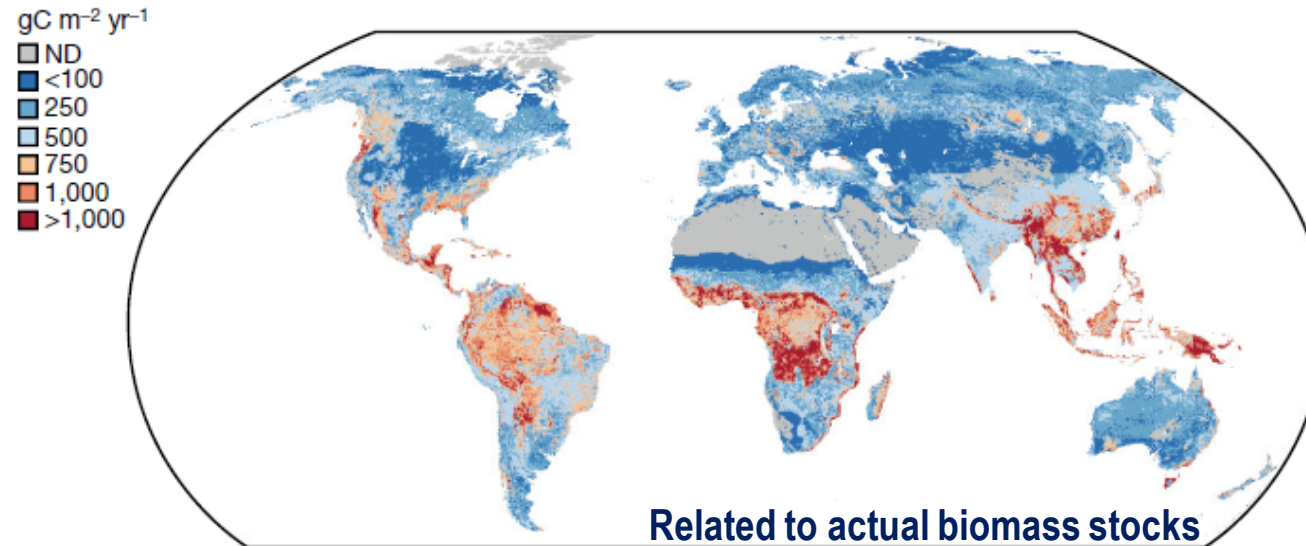 gC m⁻² yr⁻¹
ND
<100
250
500
750
1,000
>1,000
Related to actual biomass stocks